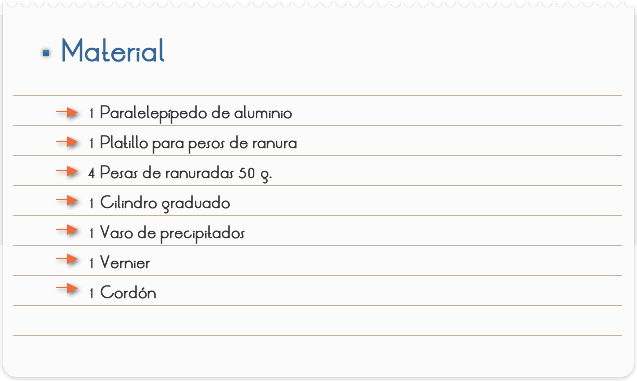 Material
1 Paralelepípedo de aluminio
1 Platillo para pesos de ranura
4 Pesas de ranuradas 50 g.
1 Cilindro graduado
1 Vaso de precipitados
1 Vernier
1 Cordón